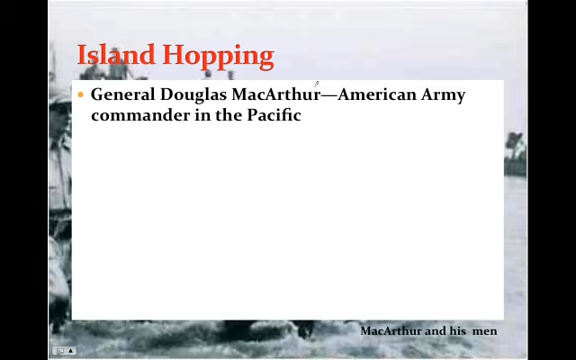 Island Hopping
• General Douglas MacArthur—American Army
commander in the Pacific
MacArthur and his men